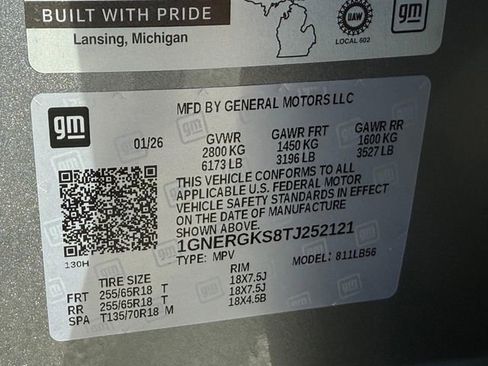 BUILT WITH PRIDE
Lansing, Michigan
UAW
LOCAL 602
gm
gm
MFD BY GENERAL MOTORS LLC
01/26
GVWR GAWR FRT GAWR RR
2800 KG 1450 KG 1600 KG
6173 LB 3196 LB 3527 LB
THIS VEHICLE CONFORMS TO ALL
APPLICABLE U.S. FEDERAL MOTOR
VEHICLE SAFETY STANDARDS IN EFFECT
ON THE DATE OF MANUFACTURE
SHOWN ABOVE.
1GNERGKS8TJ252121
TYPE: MPV MODEL: 811LB56
130H
TIRE SIZE RIM
FRT 255/65R18 T 18X7.5J
RR 255/65R18 T 18X7.5J
SPA T135/70R18 M 18X4.5B